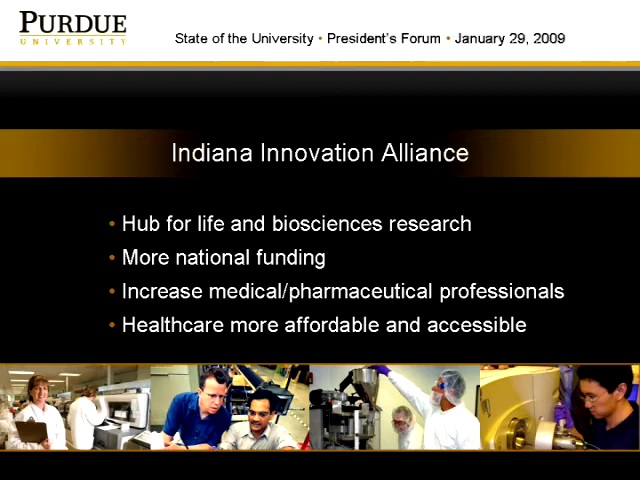 PURDUE
UNIVERSITY
State of the University • President's Forum • January 29, 2009
Indiana Innovation Alliance
• Hub for life and biosciences research
• More national funding
• Increase medical/pharmaceutical professionals
• Healthcare more affordable and accessible